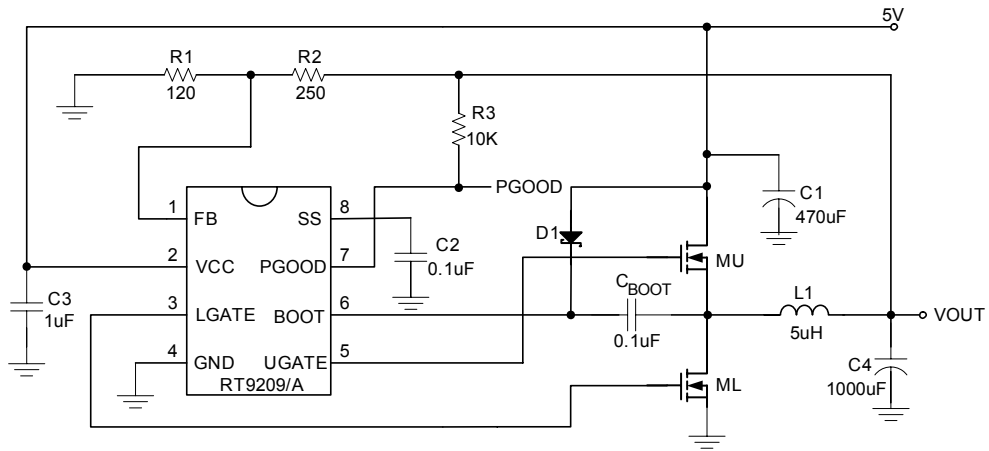 5V
R1
120
R2
250
R3
10K
PGOOD
1 FB SS 8
2 VCC PGOOD 7
3 LGATE BOOT 6
4 GND UGATE 5
RT9209/A
C3
1uF
C2
0.1uF
D1
C1
470uF
MU
CBOOT
0.1uF
L1
5uH
VOUT
ML
C4
1000uF